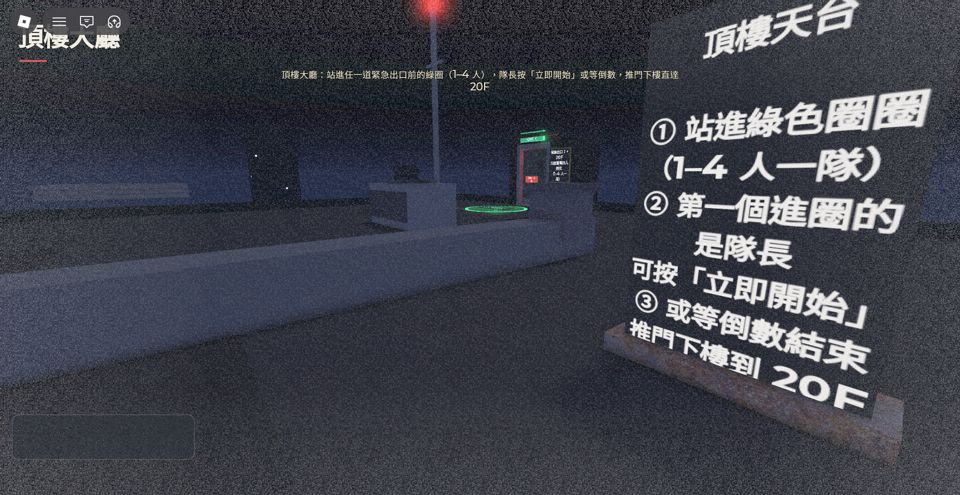 頂樓大廳
頂樓大廳：站進任一道緊急出口前的綠圈（1–4 人），隊長按「立即開始」或等倒數，推門下樓直達
20F
頂樓天台
① 站進綠色圈圈
（1–4 人一隊）
② 第一個進圈的
是隊長
可按「立即開始」
③ 或等倒數結束
推門下樓到 20F